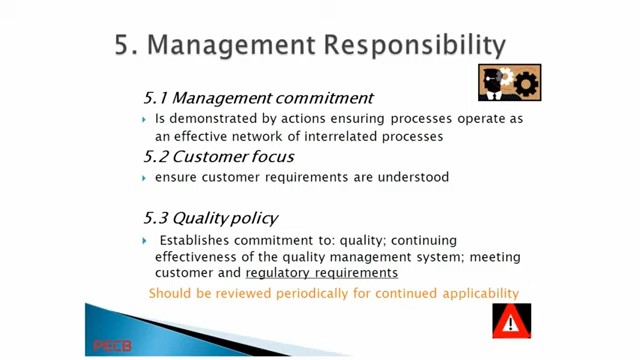 5. Management Responsibility
5.1 Management commitment
Is demonstrated by actions ensuring processes operate as
an effective network of interrelated processes
5.2 Customer focus
ensure customer requirements are understood
5.3 Quality policy
Establishes commitment to: quality; continuing
effectiveness of the quality management system; meeting
customer and regulatory requirements
Should be reviewed periodically for continued applicability
PECB